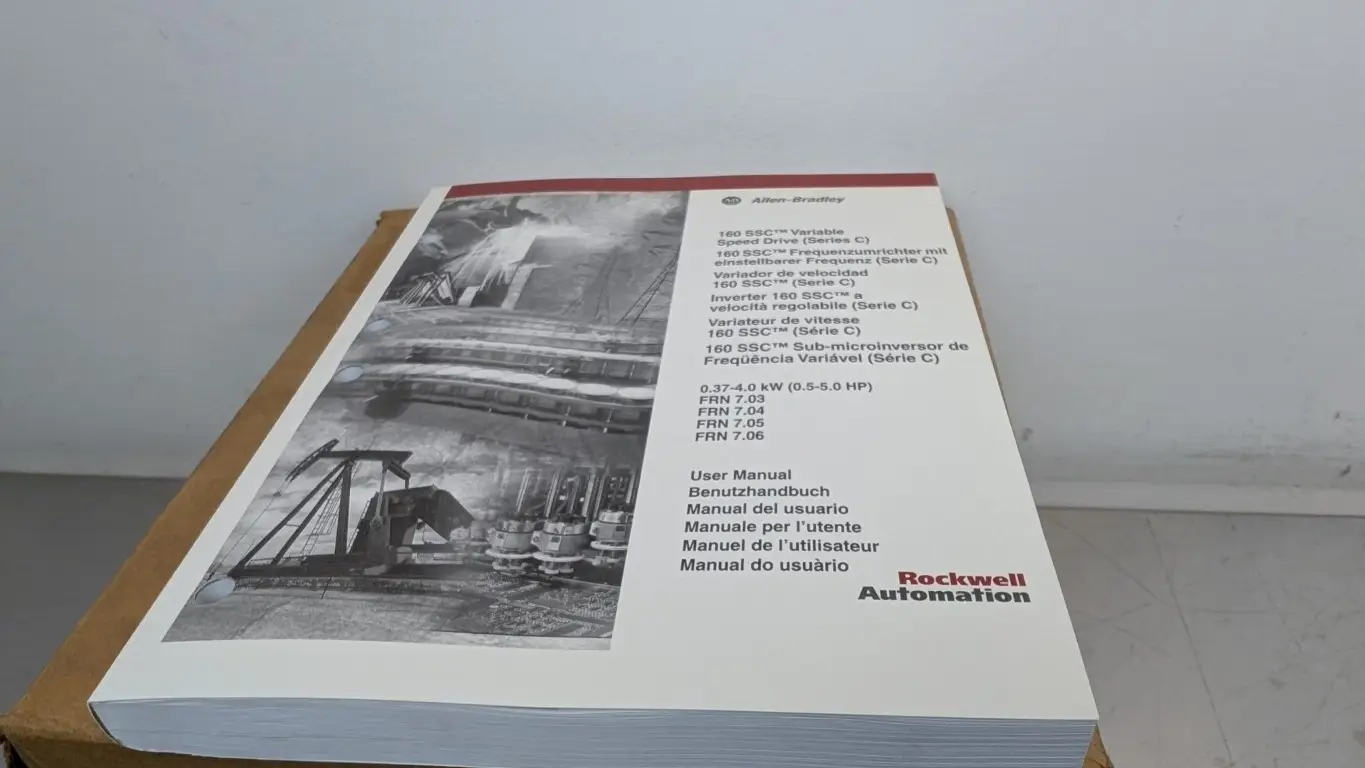 AB Allen-Bradley
160 SSC™ Variable
Speed Drive (Series C)
160 SSC™ Frequenzumrichter mit
einstellbarer Frequenz (Serie C)
Variador de velocidad
160 SSC™ (Serie C)
Inverter 160 SSC™ a
velocità regolabile (Serie C)
Variateur de vitesse
160 SSC™ (Série C)
160 SSC™ Sub-microinversor de
Freqüência Variável (Série C)
0.37-4.0 kW (0.5-5.0 HP)
FRN 7.03
FRN 7.04
FRN 7.05
FRN 7.06
User Manual
Benutzhandbuch
Manual del usuario
Manuale per l'utente
Manuel de l'utilisateur
Manual do usuàrio
Rockwell
Automation